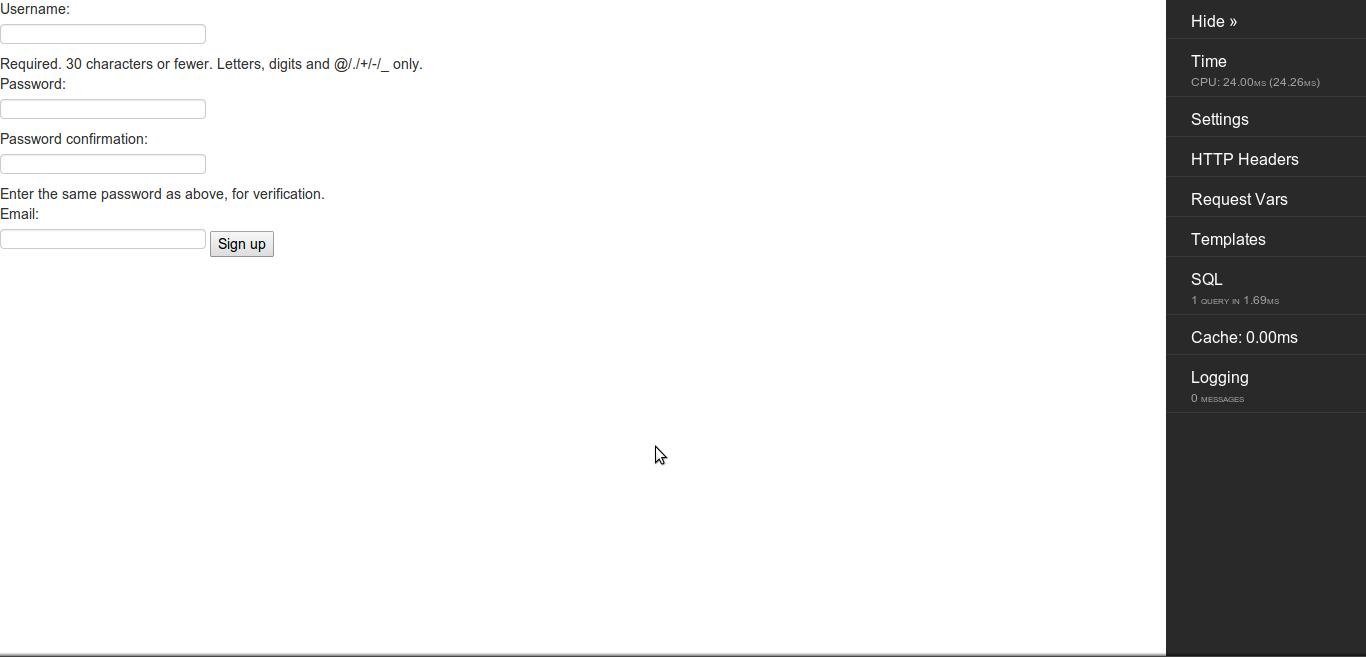 Username:
Required. 30 characters or fewer. Letters, digits and @/./+/-/_ only.
Password:
Password confirmation:
Enter the same password as above, for verification.
Email:
Sign up
Hide »
Time
CPU: 24.00ms (24.26ms)
Settings
HTTP Headers
Request Vars
Templates
SQL
1 query in 1.69ms
Cache: 0.00ms
Logging
0 messages